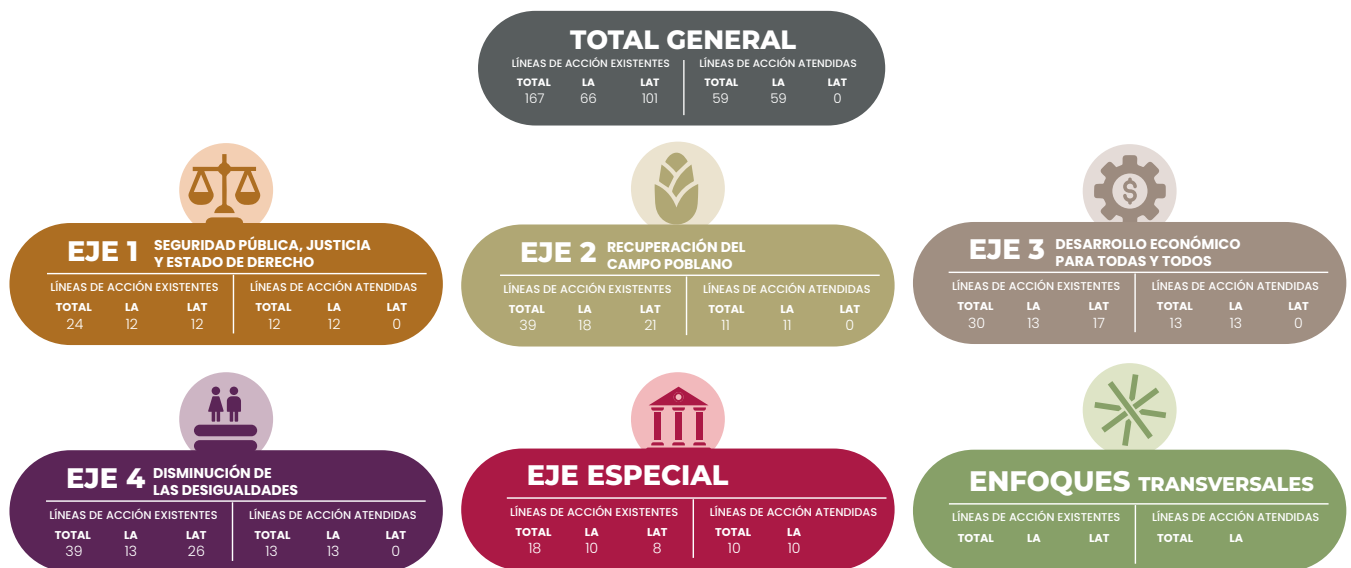 TOTAL GENERAL
LÍNEAS DE ACCIÓN EXISTENTES LÍNEAS DE ACCIÓN ATENDIDAS
TOTAL LA LAT TOTAL LA LAT
167 66 101 59 59 0
EJE 1 SEGURIDAD PÚBLICA, JUSTICIA
Y ESTADO DE DERECHO
LÍNEAS DE ACCIÓN EXISTENTES LÍNEAS DE ACCIÓN ATENDIDAS
TOTAL LA LAT TOTAL LA LAT
24 12 12 12 12 0
EJE 2 RECUPERACIÓN DEL
CAMPO POBLANO
LÍNEAS DE ACCIÓN EXISTENTES LÍNEAS DE ACCIÓN ATENDIDAS
TOTAL LA LAT TOTAL LA LAT
39 18 21 11 11 0
EJE 3 DESARROLLO ECONÓMICO
PARA TODAS Y TODOS
LÍNEAS DE ACCIÓN EXISTENTES LÍNEAS DE ACCIÓN ATENDIDAS
TOTAL LA LAT TOTAL LA LAT
30 13 17 13 13 0
EJE 4 DISMINUCIÓN DE
LAS DESIGUALDADES
LÍNEAS DE ACCIÓN EXISTENTES LÍNEAS DE ACCIÓN ATENDIDAS
TOTAL LA LAT TOTAL LA LAT
39 13 26 13 13 0
EJE ESPECIAL
LÍNEAS DE ACCIÓN EXISTENTES LÍNEAS DE ACCIÓN ATENDIDAS
TOTAL LA LAT TOTAL LA
18 10 8 10 10
ENFOQUES TRANSVERSALES
LÍNEAS DE ACCIÓN EXISTENTES LÍNEAS DE ACCIÓN ATENDIDAS
TOTAL LA LAT TOTAL LA